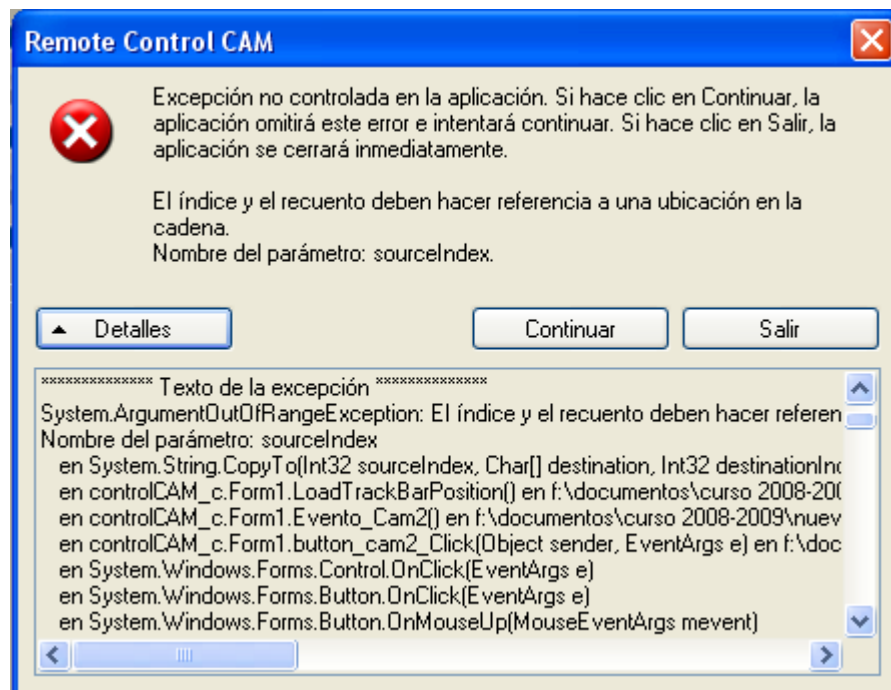 Remote Control CAM
Excepción no controlada en la aplicación. Si hace clic en Continuar, la
aplicación omitirá este error e intentará continuar. Si hace clic en Salir, la
aplicación se cerrará inmediatamente.
El índice y el recuento deben hacer referencia a una ubicación en la
cadena.
Nombre del parámetro: sourceIndex.
Detalles Continuar Salir
************** Texto de la excepción **************
System.ArgumentOutOfRangeException: El índice y el recuento deben hacer referen
Nombre del parámetro: sourceIndex
en System.String.CopyTo(Int32 sourceIndex, Char[] destination, Int32 destinationInd
en controlCAM_c.Form1.LoadTrackBarPosition() en f:\documentos\curso 2008-200
en controlCAM_c.Form1.Evento_Cam2() en f:\documentos\curso 2008-2009\nuev
en controlCAM_c.Form1.button_cam2_Click(Object sender, EventArgs e) en f:\doc
en System.Windows.Forms.Control.OnClick(EventArgs e)
en System.Windows.Forms.Button.OnClick(EventArgs e)
en System.Windows.Forms.Button.OnMouseUp(MouseEventArgs mevent)